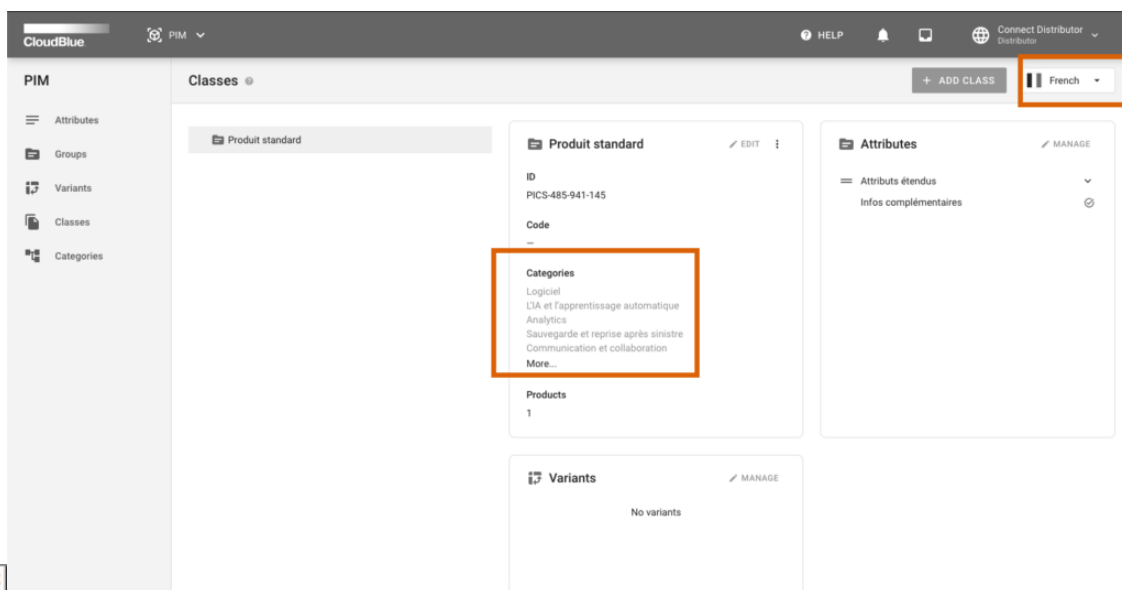 CloudBlue
PIM
HELP
Connect Distributor
Distributor
PIM
Classes
+ ADD CLASS
French
Attributes
Groups
Variants
Classes
Categories
Produit standard
Produit standard
EDIT
ID
PICS-485-941-145
Code
–
Categories
Logiciel
L'IA et l'apprentissage automatique
Analytics
Sauvegarde et reprise après sinistre
Communication et collaboration
More...
Products
1
Attributes
MANAGE
Attributs étendus
Infos complémentaires
Variants
MANAGE
No variants